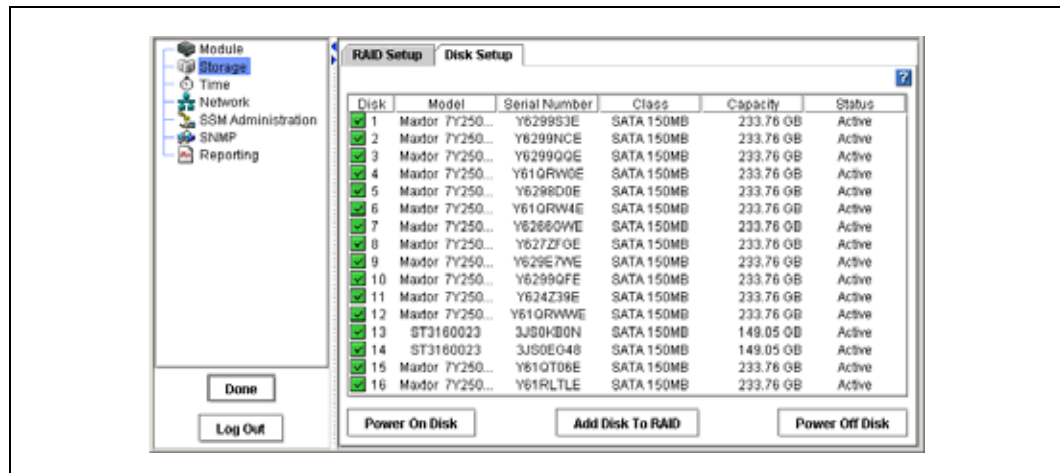 Module
Storage
Time
Network
SSM Administration
SNMP
Reporting
Done
Log Out
RAID Setup Disk Setup
?
Disk Model Serial Number Class Capacity Status
1 Maxtor 7Y250... Y6299S3E SATA 150MB 233.76 GB Active
2 Maxtor 7Y250... Y6299NCE SATA 150MB 233.76 GB Active
3 Maxtor 7Y250... Y6299QQE SATA 150MB 233.76 GB Active
4 Maxtor 7Y250... Y61QRW0E SATA 150MB 233.76 GB Active
5 Maxtor 7Y250... Y6298D0E SATA 150MB 233.76 GB Active
6 Maxtor 7Y250... Y61QRW4E SATA 150MB 233.76 GB Active
7 Maxtor 7Y250... SATA 150MB 233.76 GB Active
8 Maxtor 7Y250... Y627ZFGE SATA 150MB 233.76 GB Active
9 Maxtor 7Y250... Y629E7WE SATA 150MB 233.76 GB Active
10 Maxtor 7Y250... Y6299QFE SATA 150MB 233.76 GB Active
11 Maxtor 7Y250... Y624Z39E SATA 150MB 233.76 GB Active
12 Maxtor 7Y250... Y61QRWWE SATA 150MB 233.76 GB Active
13 ST3160023 3JS0KB0N SATA 150MB 149.05 GB Active
14 ST3160023 3JS0EG48 SATA 150MB 149.05 GB Active
15 Maxtor 7Y250... Y61QT06E SATA 150MB 233.76 GB Active
16 Maxtor 7Y250... Y61RLTLE SATA 150MB 233.76 GB Active
Power On Disk Add Disk To RAID Power Off Disk